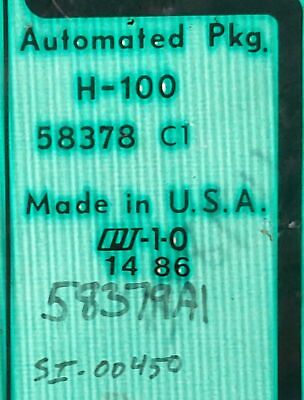 Automated Pkg.
H-100
58378 C1
Made in U.S.A.
-1-0
14 86
58379A1
SI-00450